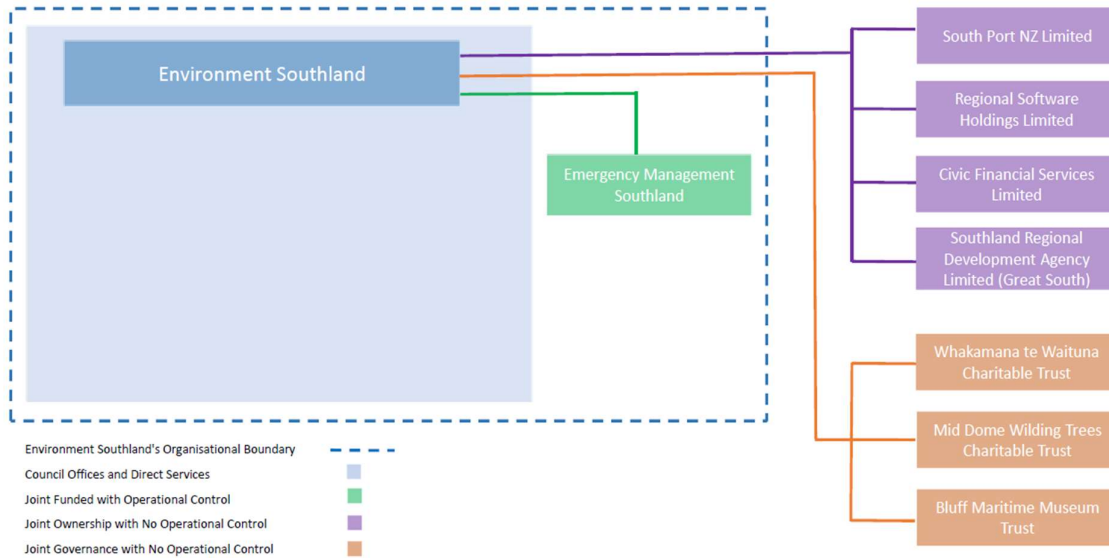 Environment Southland
Emergency Management
Southland
South Port NZ Limited
Regional Software
Holdings Limited
Civic Financial Services
Limited
Southland Regional
Development Agency
Limited (Great South)
Whakamana te Waituna
Charitable Trust
Mid Dome Wilding Trees
Charitable Trust
Bluff Maritime Museum
Trust
Environment Southland's Organisational Boundary
Council Offices and Direct Services
Joint Funded with Operational Control
Joint Ownership with No Operational Control
Joint Governance with No Operational Control